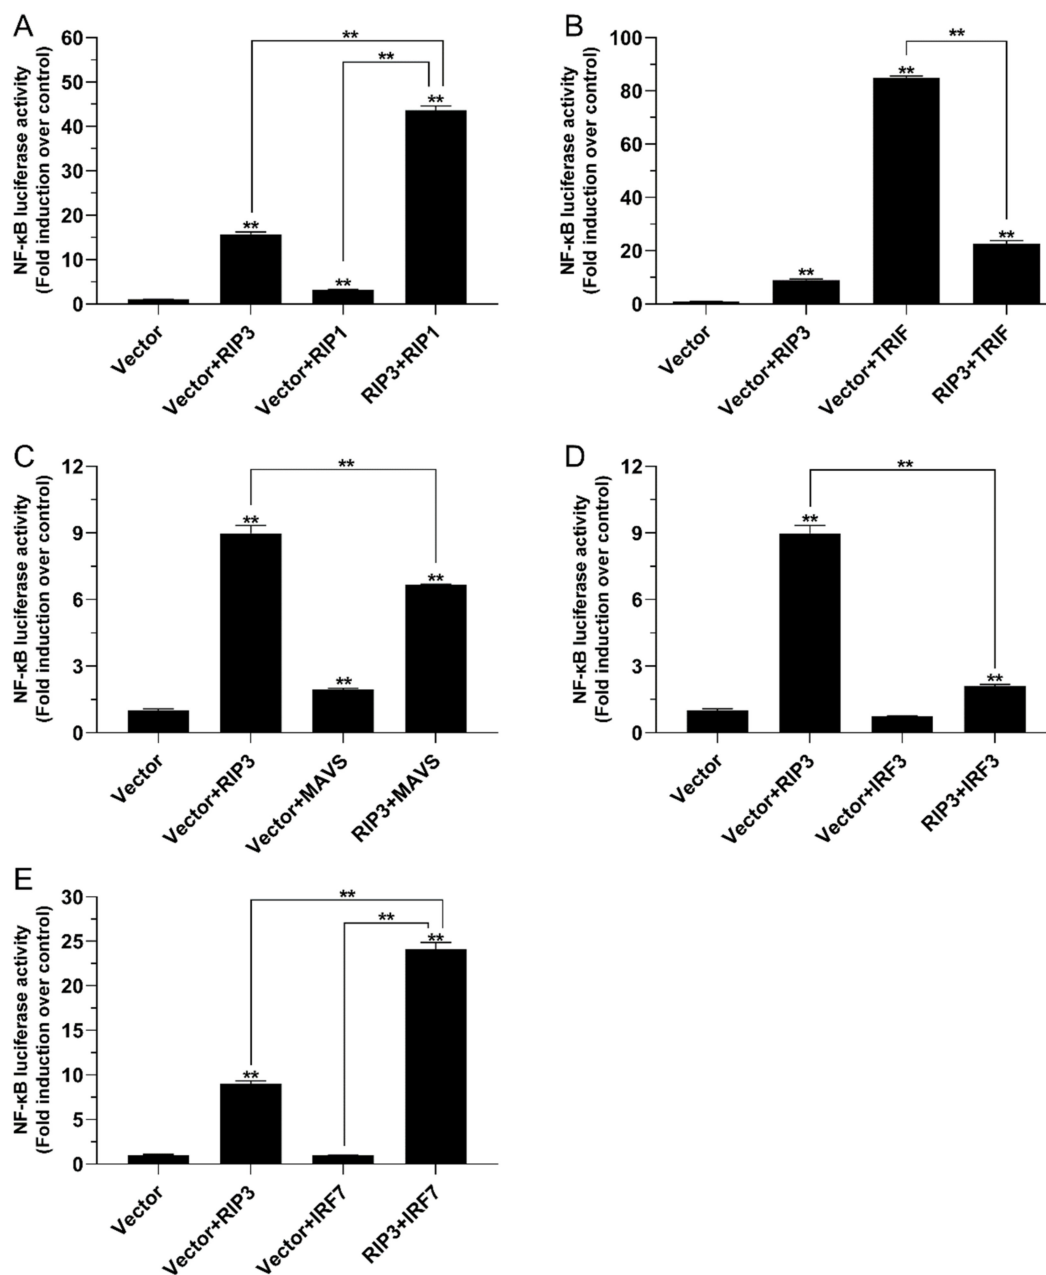 A
NF-κB luciferase activity
(Fold induction over control)
60
50
40
30
20
10
0
**
**
**
**
**
Vector
Vector+RIP3
Vector+RIP1
RIP3+RIP1
B
NF-κB luciferase activity
(Fold induction over control)
100
80
60
40
20
0
**
**
**
**
Vector
Vector+RIP3
Vector+TRIF
RIP3+TRIF
C
NF-κB luciferase activity
(Fold induction over control)
12
9
6
3
0
**
**
**
**
Vector
Vector+RIP3
Vector+MAVS
RIP3+MAVS
D
NF-κB luciferase activity
(Fold induction over control)
12
9
6
3
0
**
**
**
Vector
Vector+RIP3
Vector+IRF3
RIP3+IRF3
E
NF-κB luciferase activity
(Fold induction over control)
30
25
20
15
10
5
0
**
**
**
**
Vector
Vector+RIP3
Vector+IRF7
RIP3+IRF7